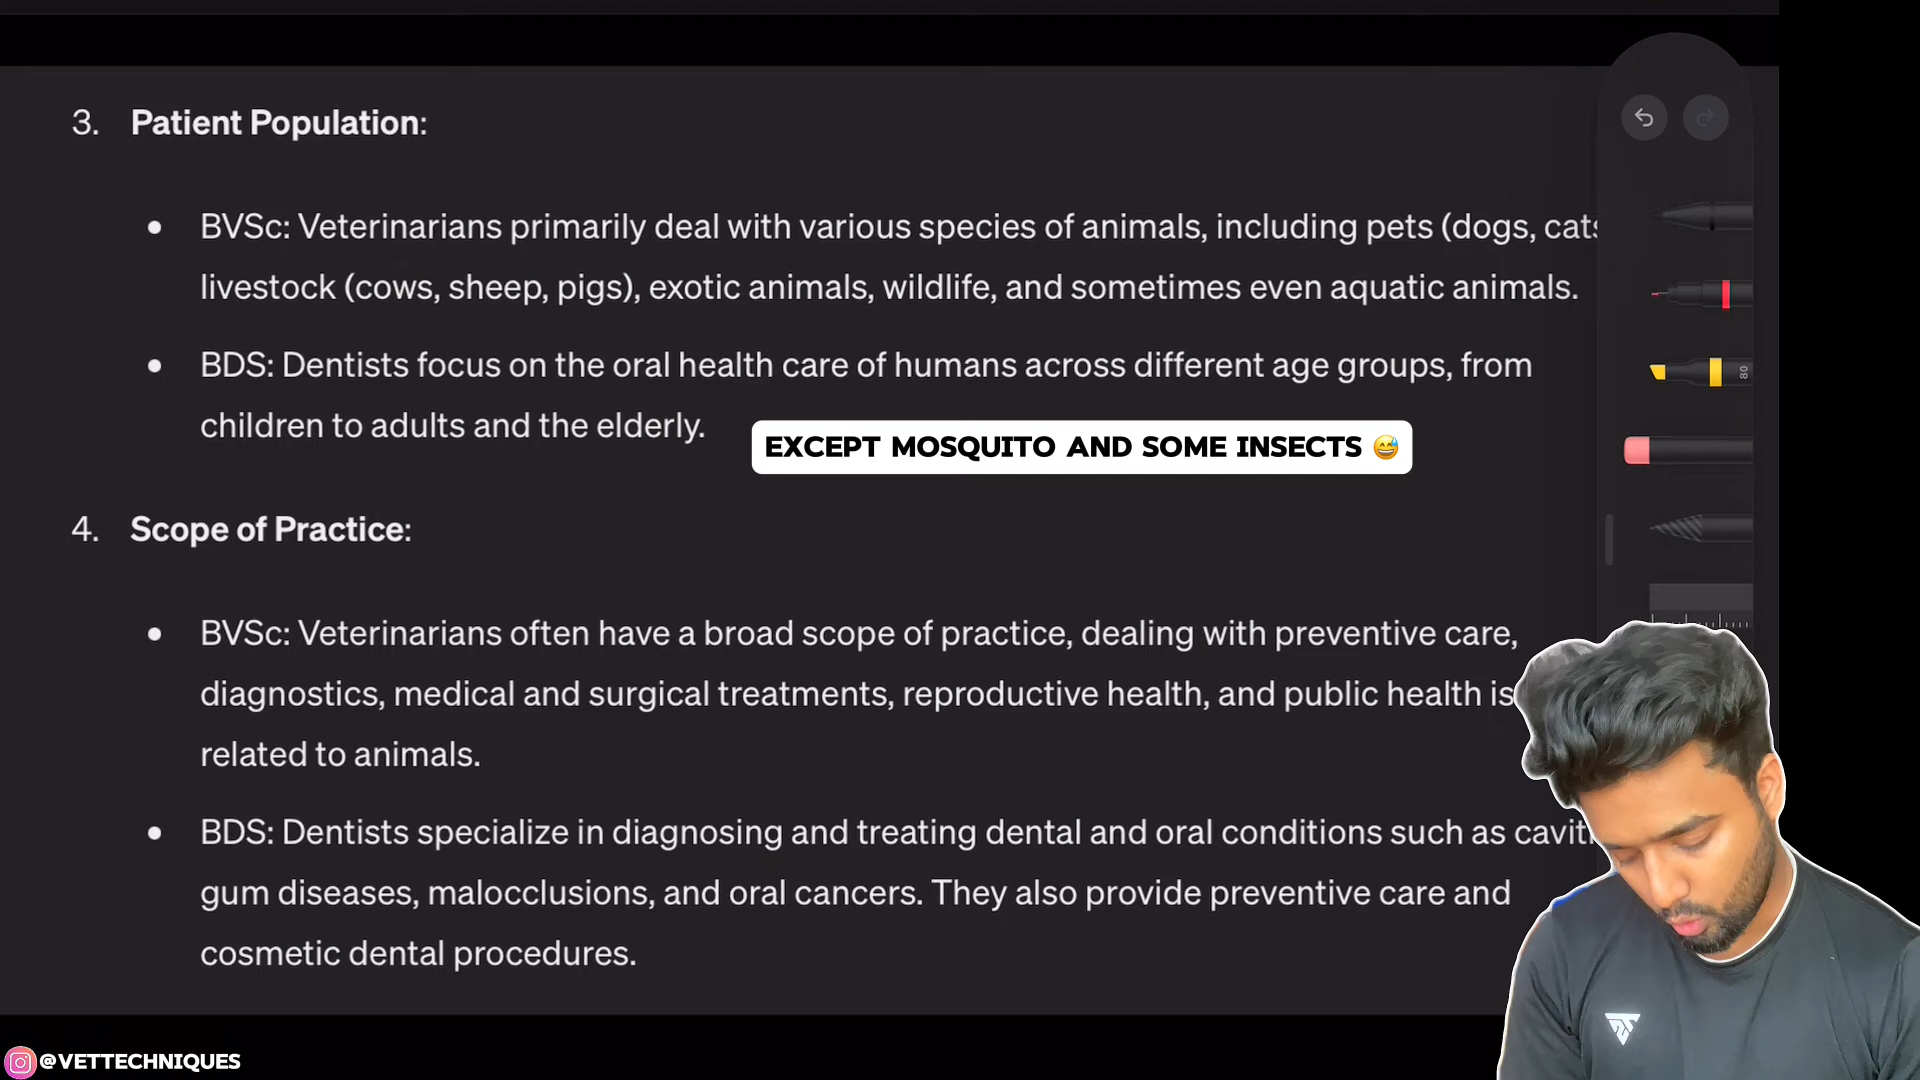 3. Patient Population:
• BVSc: Veterinarians primarily deal with various species of animals, including pets (dogs, cats
livestock (cows, sheep, pigs), exotic animals, wildlife, and sometimes even aquatic animals.
• BDS: Dentists focus on the oral health care of humans across different age groups, from
children to adults and the elderly.
EXCEPT MOSQUITO AND SOME INSECTS 😅
4. Scope of Practice:
• BVSc: Veterinarians often have a broad scope of practice, dealing with preventive care,
diagnostics, medical and surgical treatments, reproductive health, and public health is
related to animals.
• BDS: Dentists specialize in diagnosing and treating dental and oral conditions such as caviti
gum diseases, malocclusions, and oral cancers. They also provide preventive care and
cosmetic dental procedures.
80
@VETTECHNIQUES